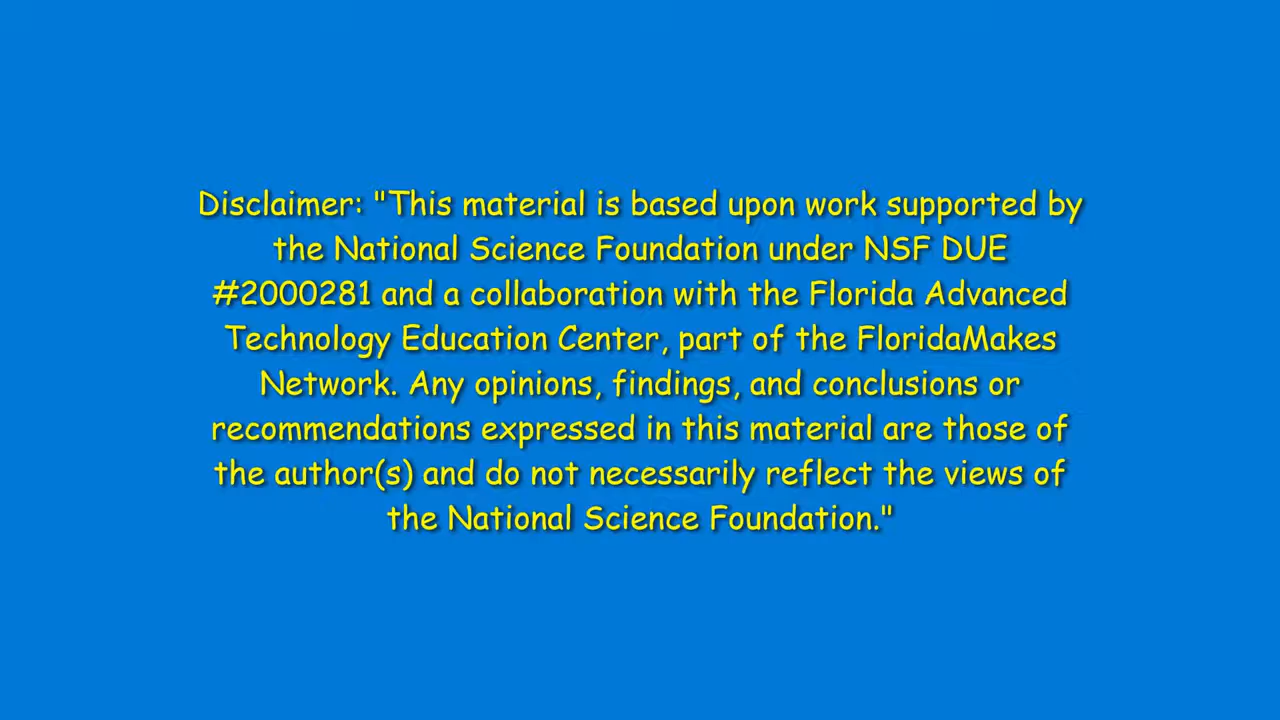 Disclaimer: "This material is based upon work supported by
the National Science Foundation under NSF DUE
#2000281 and a collaboration with the Florida Advanced
Technology Education Center, part of the FloridaMakes
Network. Any opinions, findings, and conclusions or
recommendations expressed in this material are those of
the author(s) and do not necessarily reflect the views of
the National Science Foundation."